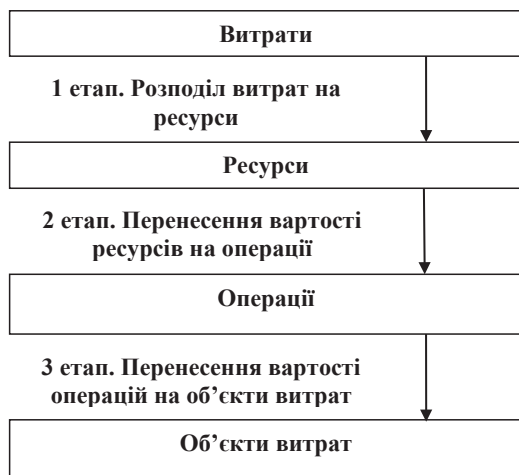 Витрати
1 етап. Розподіл витрат на
ресурси
Ресурси
2 етап. Перенесення вартості
ресурсів на операції
Операції
3 етап. Перенесення вартості
операцій на об’єкти витрат
Об’єкти витрат